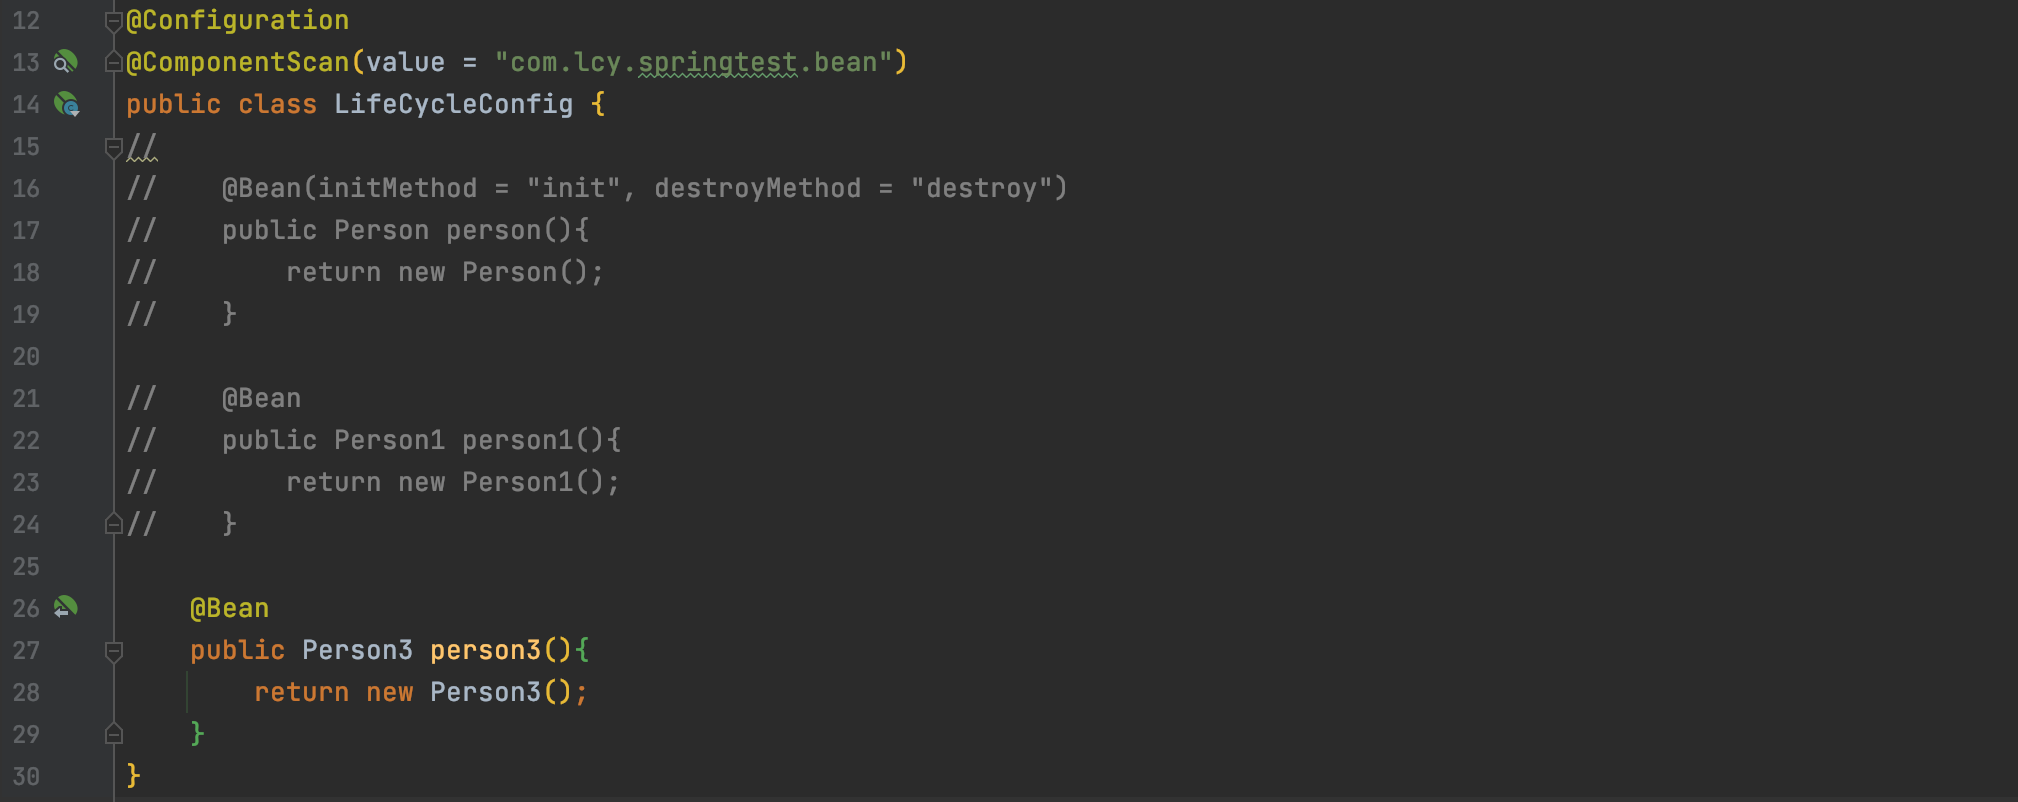 12 @Configuration
13 @ComponentScan(value = "com.lcy.springtest.bean")
14 public class LifeCycleConfig {
15 //
16 //    @Bean(initMethod = "init", destroyMethod = "destroy")
17 //    public Person person(){
18 //        return new Person();
19 //    }
20
21 //    @Bean
22 //    public Person1 person1(){
23 //        return new Person1();
24 //    }
25
26     @Bean
27     public Person3 person3(){
28         return new Person3();
29     }
30 }